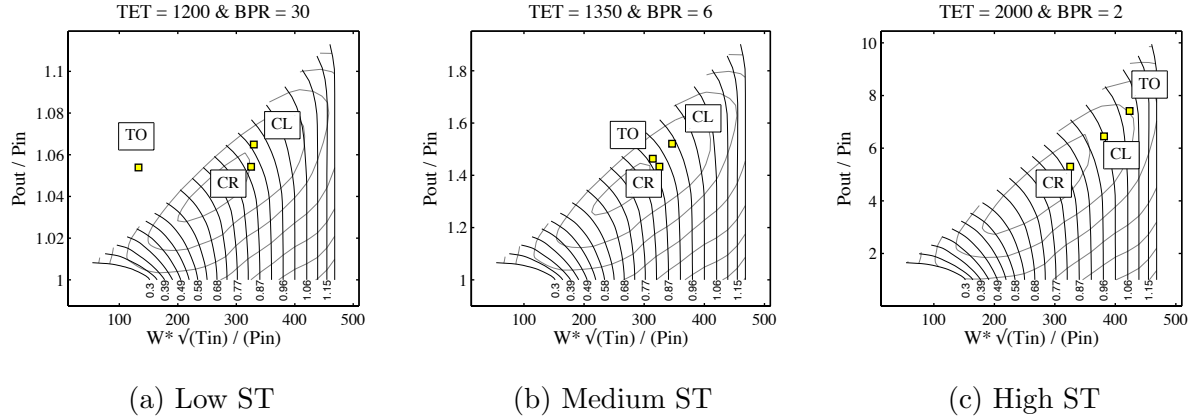 TET = 1200 & BPR = 30
TET = 1350 & BPR = 6
TET = 2000 & BPR = 2
Pout / Pin
1.1
1.08
1.06
1.04
1.02
1
TO
CL
CR
0.3
0.39
0.49
0.58
0.68
0.77
0.87
0.96
1.06
1.15
100
200
300
400
500
W* √(Tin) / (Pin)
(a) Low ST
Pout / Pin
1.8
1.6
1.4
1.2
1
TO
CL
CR
0.3
0.39
0.49
0.58
0.68
0.77
0.87
0.96
1.06
1.15
100
200
300
400
500
W* √(Tin) / (Pin)
(b) Medium ST
Pout / Pin
10
8
6
4
2
TO
CL
CR
0.3
0.39
0.49
0.58
0.68
0.77
0.87
0.96
1.06
1.15
100
200
300
400
500
W* √(Tin) / (Pin)
(c) High ST